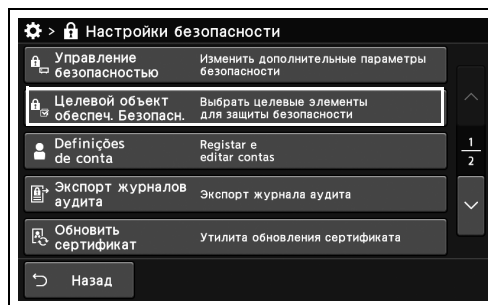 > Настройки безопасности
Управление
безопасностью
Изменить дополнительные параметры
безопасности
Целевой объект
обеспеч. Безопасн.
Выбрать целевые элементы
для защиты безопасности
Definições
de conta
Registar e
editar contas
Экспорт журналов
аудита
Экспорт журнала аудита
Обновить
сертификат
Утилита обновления сертификата
1
2
Назад